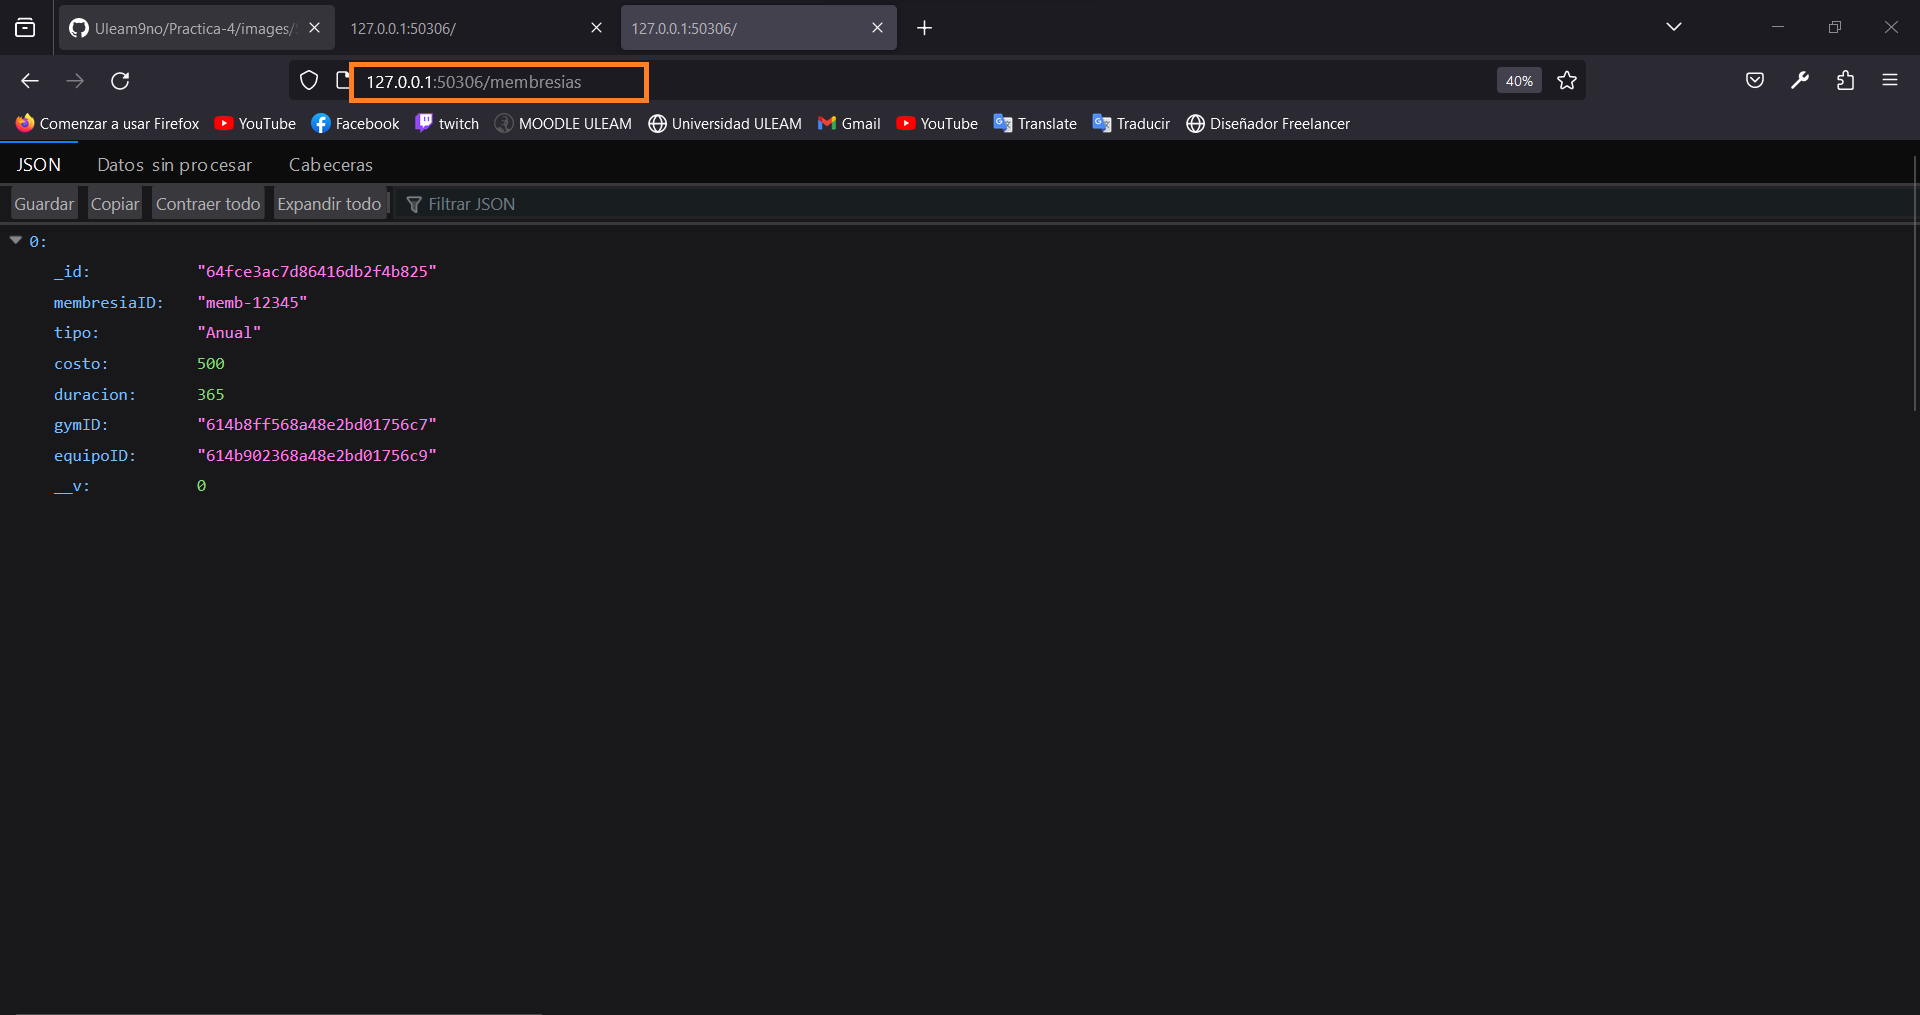 Uleam9no/Practica-4/images/
127.0.0.1:50306/
127.0.0.1:50306/
127.0.0.1:50306/membresias
40%
Comenzar a usar Firefox YouTube Facebook twitch MOODLE ULEAM Universidad ULEAM Gmail YouTube Translate Traducir Diseñador Freelancer
JSON Datos sin procesar Cabeceras
Guardar Copiar Contraer todo Expandir todo Filtrar JSON
0:
_id: "64fce3ac7d86416db2f4b825"
membresiaID: "memb-12345"
tipo: "Anual"
costo: 500
duracion: 365
gymID: "614b8ff568a48e2bd01756c7"
equipoID: "614b902368a48e2bd01756c9"
__v: 0